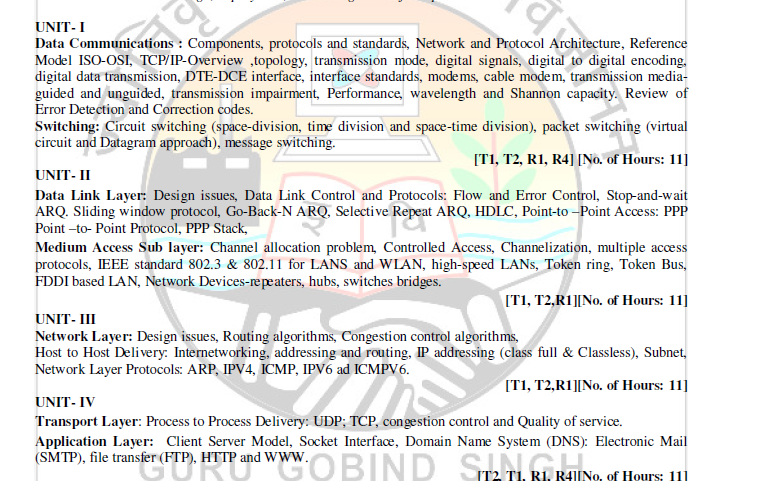 UNIT- I
Data Communications : Components, protocols and standards, Network and Protocol Architecture, Reference
Model ISO-OSI, TCP/IP-Overview ,topology, transmission mode, digital signals, digital to digital encoding,
digital data transmission, DTE-DCE interface, interface standards, modems, cable modem, transmission media-
guided and unguided, transmission impairment, Performance, wavelength and Shannon capacity. Review of
Error Detection and Correction codes.
Switching: Circuit switching (space-division, time division and space-time division), packet switching (virtual
circuit and Datagram approach), message switching.
[T1, T2, R1, R4] [No. of Hours: 11]
UNIT- II
Data Link Layer: Design issues, Data Link Control and Protocols: Flow and Error Control, Stop-and-wait
ARQ. Sliding window protocol, Go-Back-N ARQ, Selective Repeat ARQ, HDLC, Point-to –Point Access: PPP
Point –to- Point Protocol, PPP Stack,
Medium Access Sub layer: Channel allocation problem, Controlled Access, Channelization, multiple access
protocols, IEEE standard 802.3 & 802.11 for LANS and WLAN, high-speed LANs, Token ring, Token Bus,
FDDI based LAN, Network Devices-repeaters, hubs, switches bridges.
[T1, T2,R1][No. of Hours: 11]
UNIT- III
Network Layer: Design issues, Routing algorithms, Congestion control algorithms,
Host to Host Delivery: Internetworking, addressing and routing, IP addressing (class full & Classless), Subnet,
Network Layer Protocols: ARP, IPV4, ICMP, IPV6 ad ICMPV6.
[T1, T2,R1][No. of Hours: 11]
UNIT- IV
Transport Layer: Process to Process Delivery: UDP; TCP, congestion control and Quality of service.
Application Layer: Client Server Model, Socket Interface, Domain Name System (DNS): Electronic Mail
(SMTP), file transfer (FTP), HTTP and WWW.
GURU GOBIND SINGH
[T2, T1, R1, R4][No. of Hours: 11]